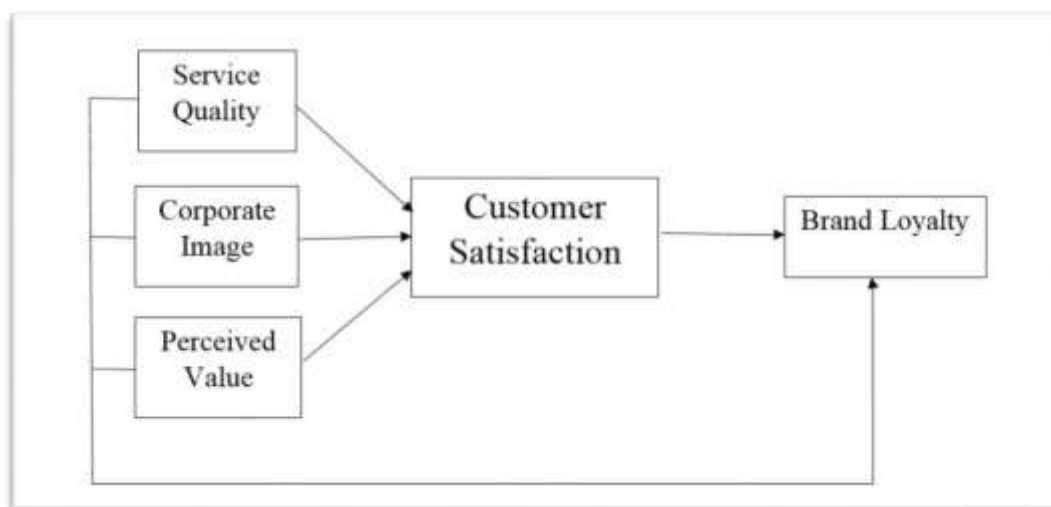 Service
Quality
Corporate
Image
Perceived
Value
Customer
Satisfaction
Brand Loyalty